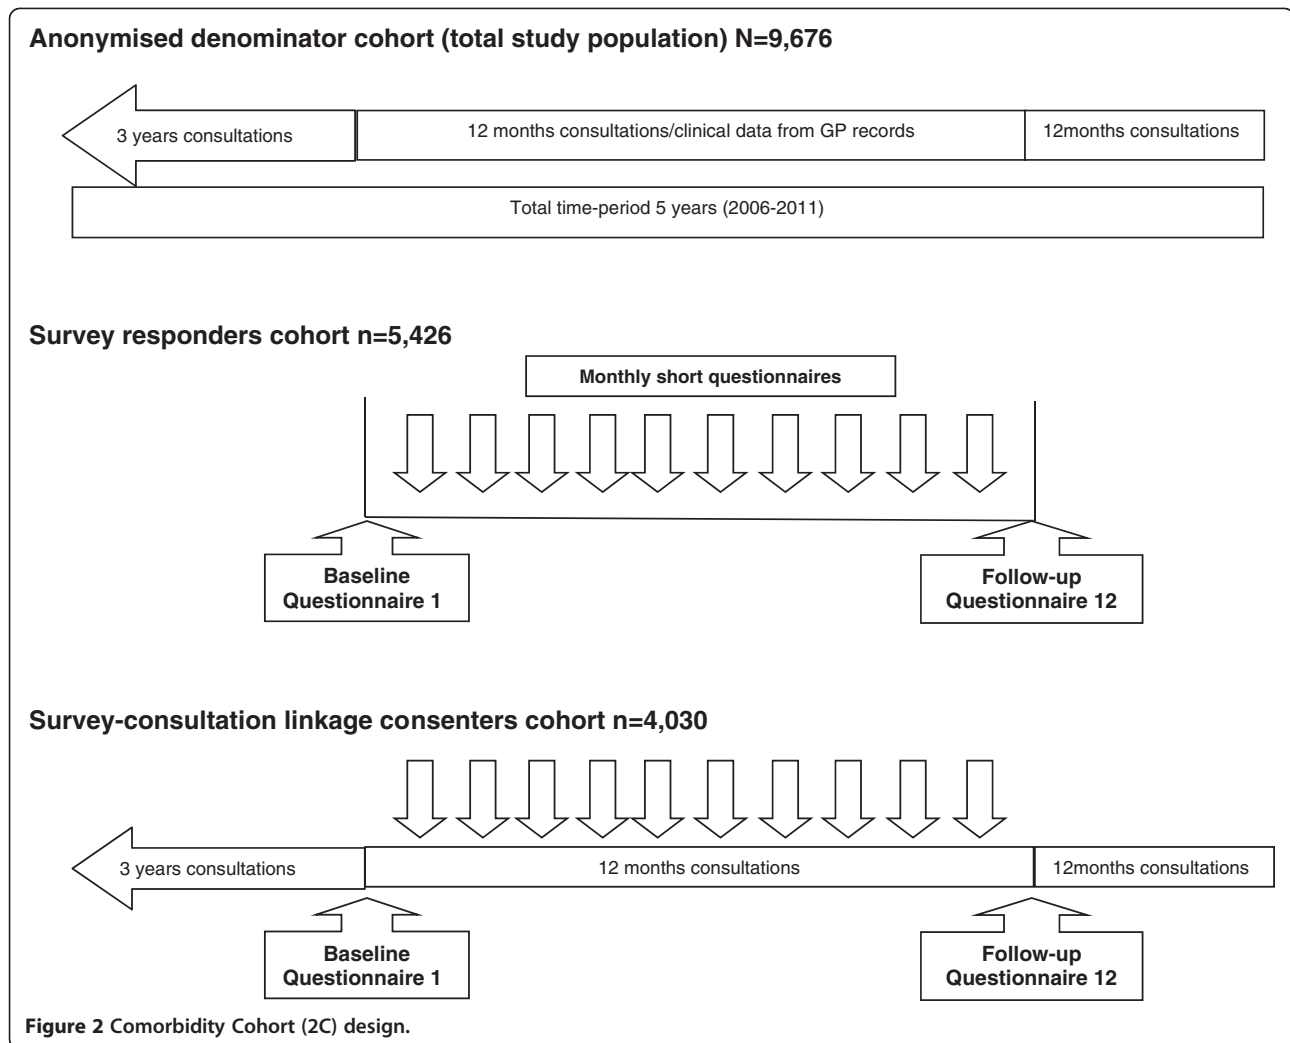 Anonymised denominator cohort (total study population) N=9,676
3 years consultations
12 months consultations/clinical data from GP records
12months consultations
Total time-period 5 years (2006-2011)
Survey responders cohort n=5,426
Monthly short questionnaires
Baseline
Questionnaire 1
Follow-up
Questionnaire 12
Survey-consultation linkage consenters cohort n=4,030
3 years consultations
12 months consultations
12months consultations
Baseline
Questionnaire 1
Follow-up
Questionnaire 12
Figure 2 Comorbidity Cohort (2C) design.